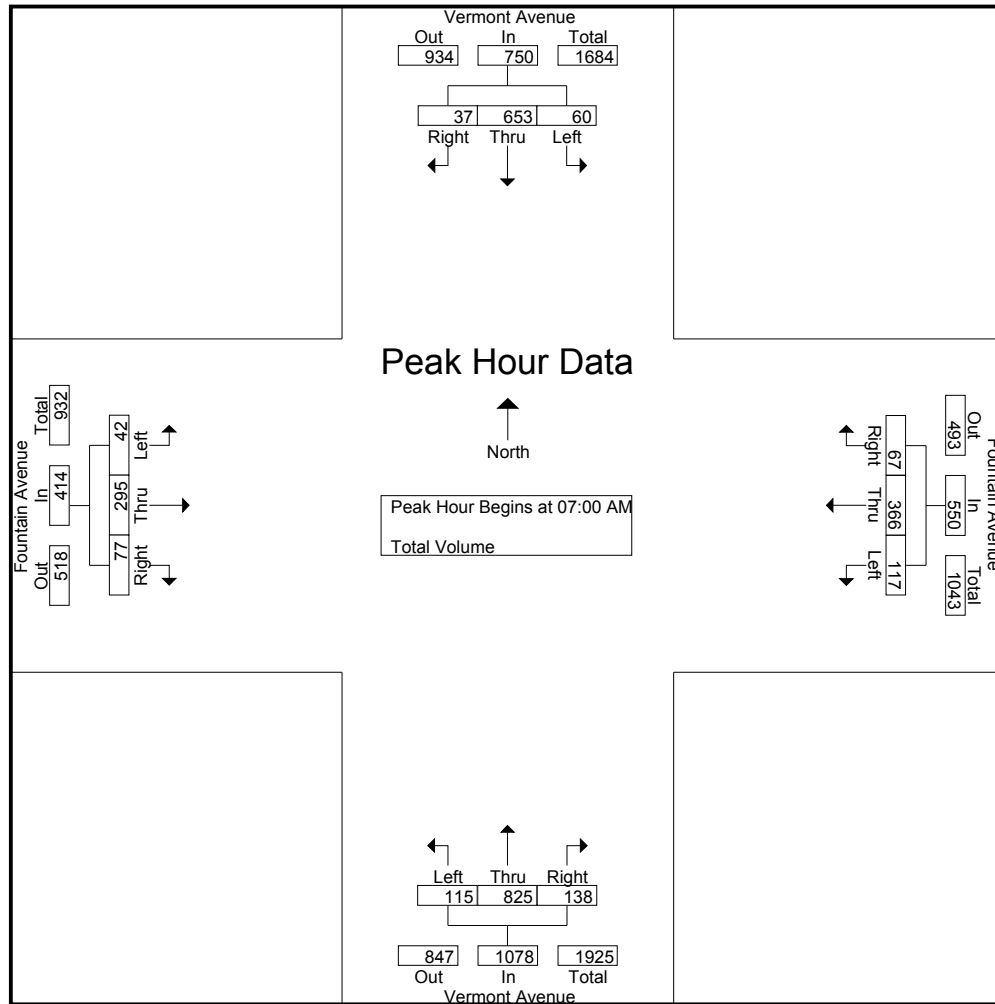 Vermont Avenue
Out In Total
934 750 1684
37 653 60
Right Thru Left
Peak Hour Data
North
Peak Hour Begins at 07:00 AM
Total Volume
Fountain Avenue
Total In Out
932 414 518
42 295 77
Left Thru Right
Right Thru Left
67 366 117
Out In Total
493 550 1043
Fountain Avenue
Left Thru Right
115 825 138
847 1078 1925
Out In Total
Vermont Avenue